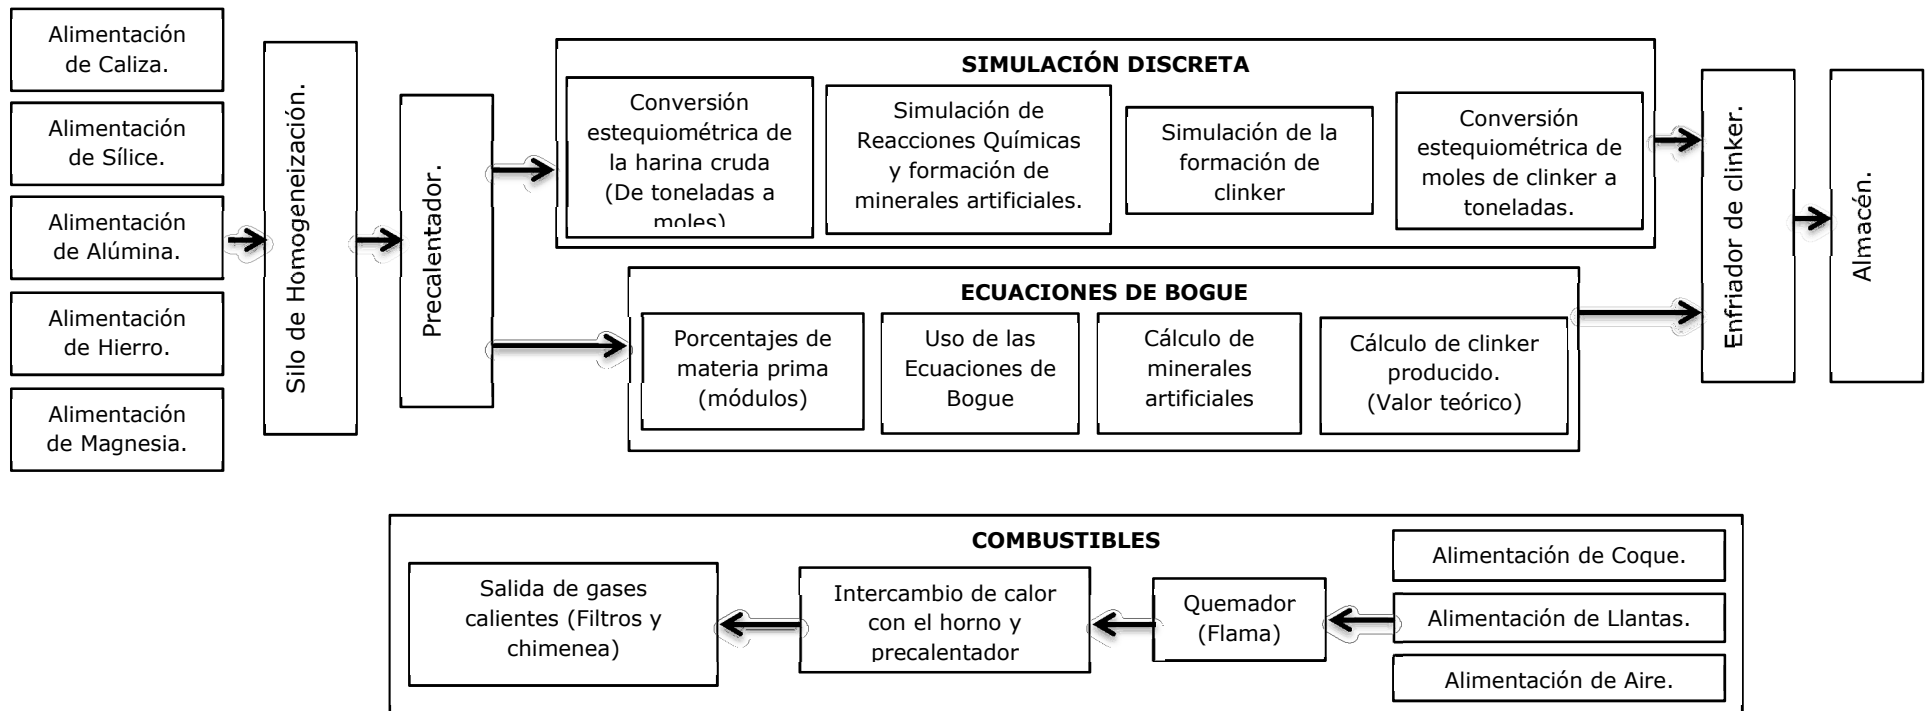 Alimentación
de Caliza.
Alimentación
de Sílice.
Alimentación
de Alúmina.
Alimentación
de Hierro.
Alimentación
de Magnesia.
Silo de Homogeneización.
Precalentador.
SIMULACIÓN DISCRETA
Conversión
estequiométrica de
la harina cruda
(De toneladas a
moles)
Simulación de
Reacciones Químicas
y formación de
minerales artificiales.
Simulación de la
formación de
clinker
Conversión
estequiométrica de
moles de clinker a
toneladas.
ECUACIONES DE BOGUE
Porcentajes de
materia prima
(módulos)
Uso de las
Ecuaciones de
Bogue
Cálculo de
minerales
artificiales
Cálculo de clinker
producido.
(Valor teórico)
Enfriador de clinker.
Almacén.
COMBUSTIBLES
Salida de gases
calientes (Filtros y
chimenea)
Intercambio de calor
con el horno y
precalentador
Quemador
(Flama)
Alimentación de Coque.
Alimentación de Llantas.
Alimentación de Aire.